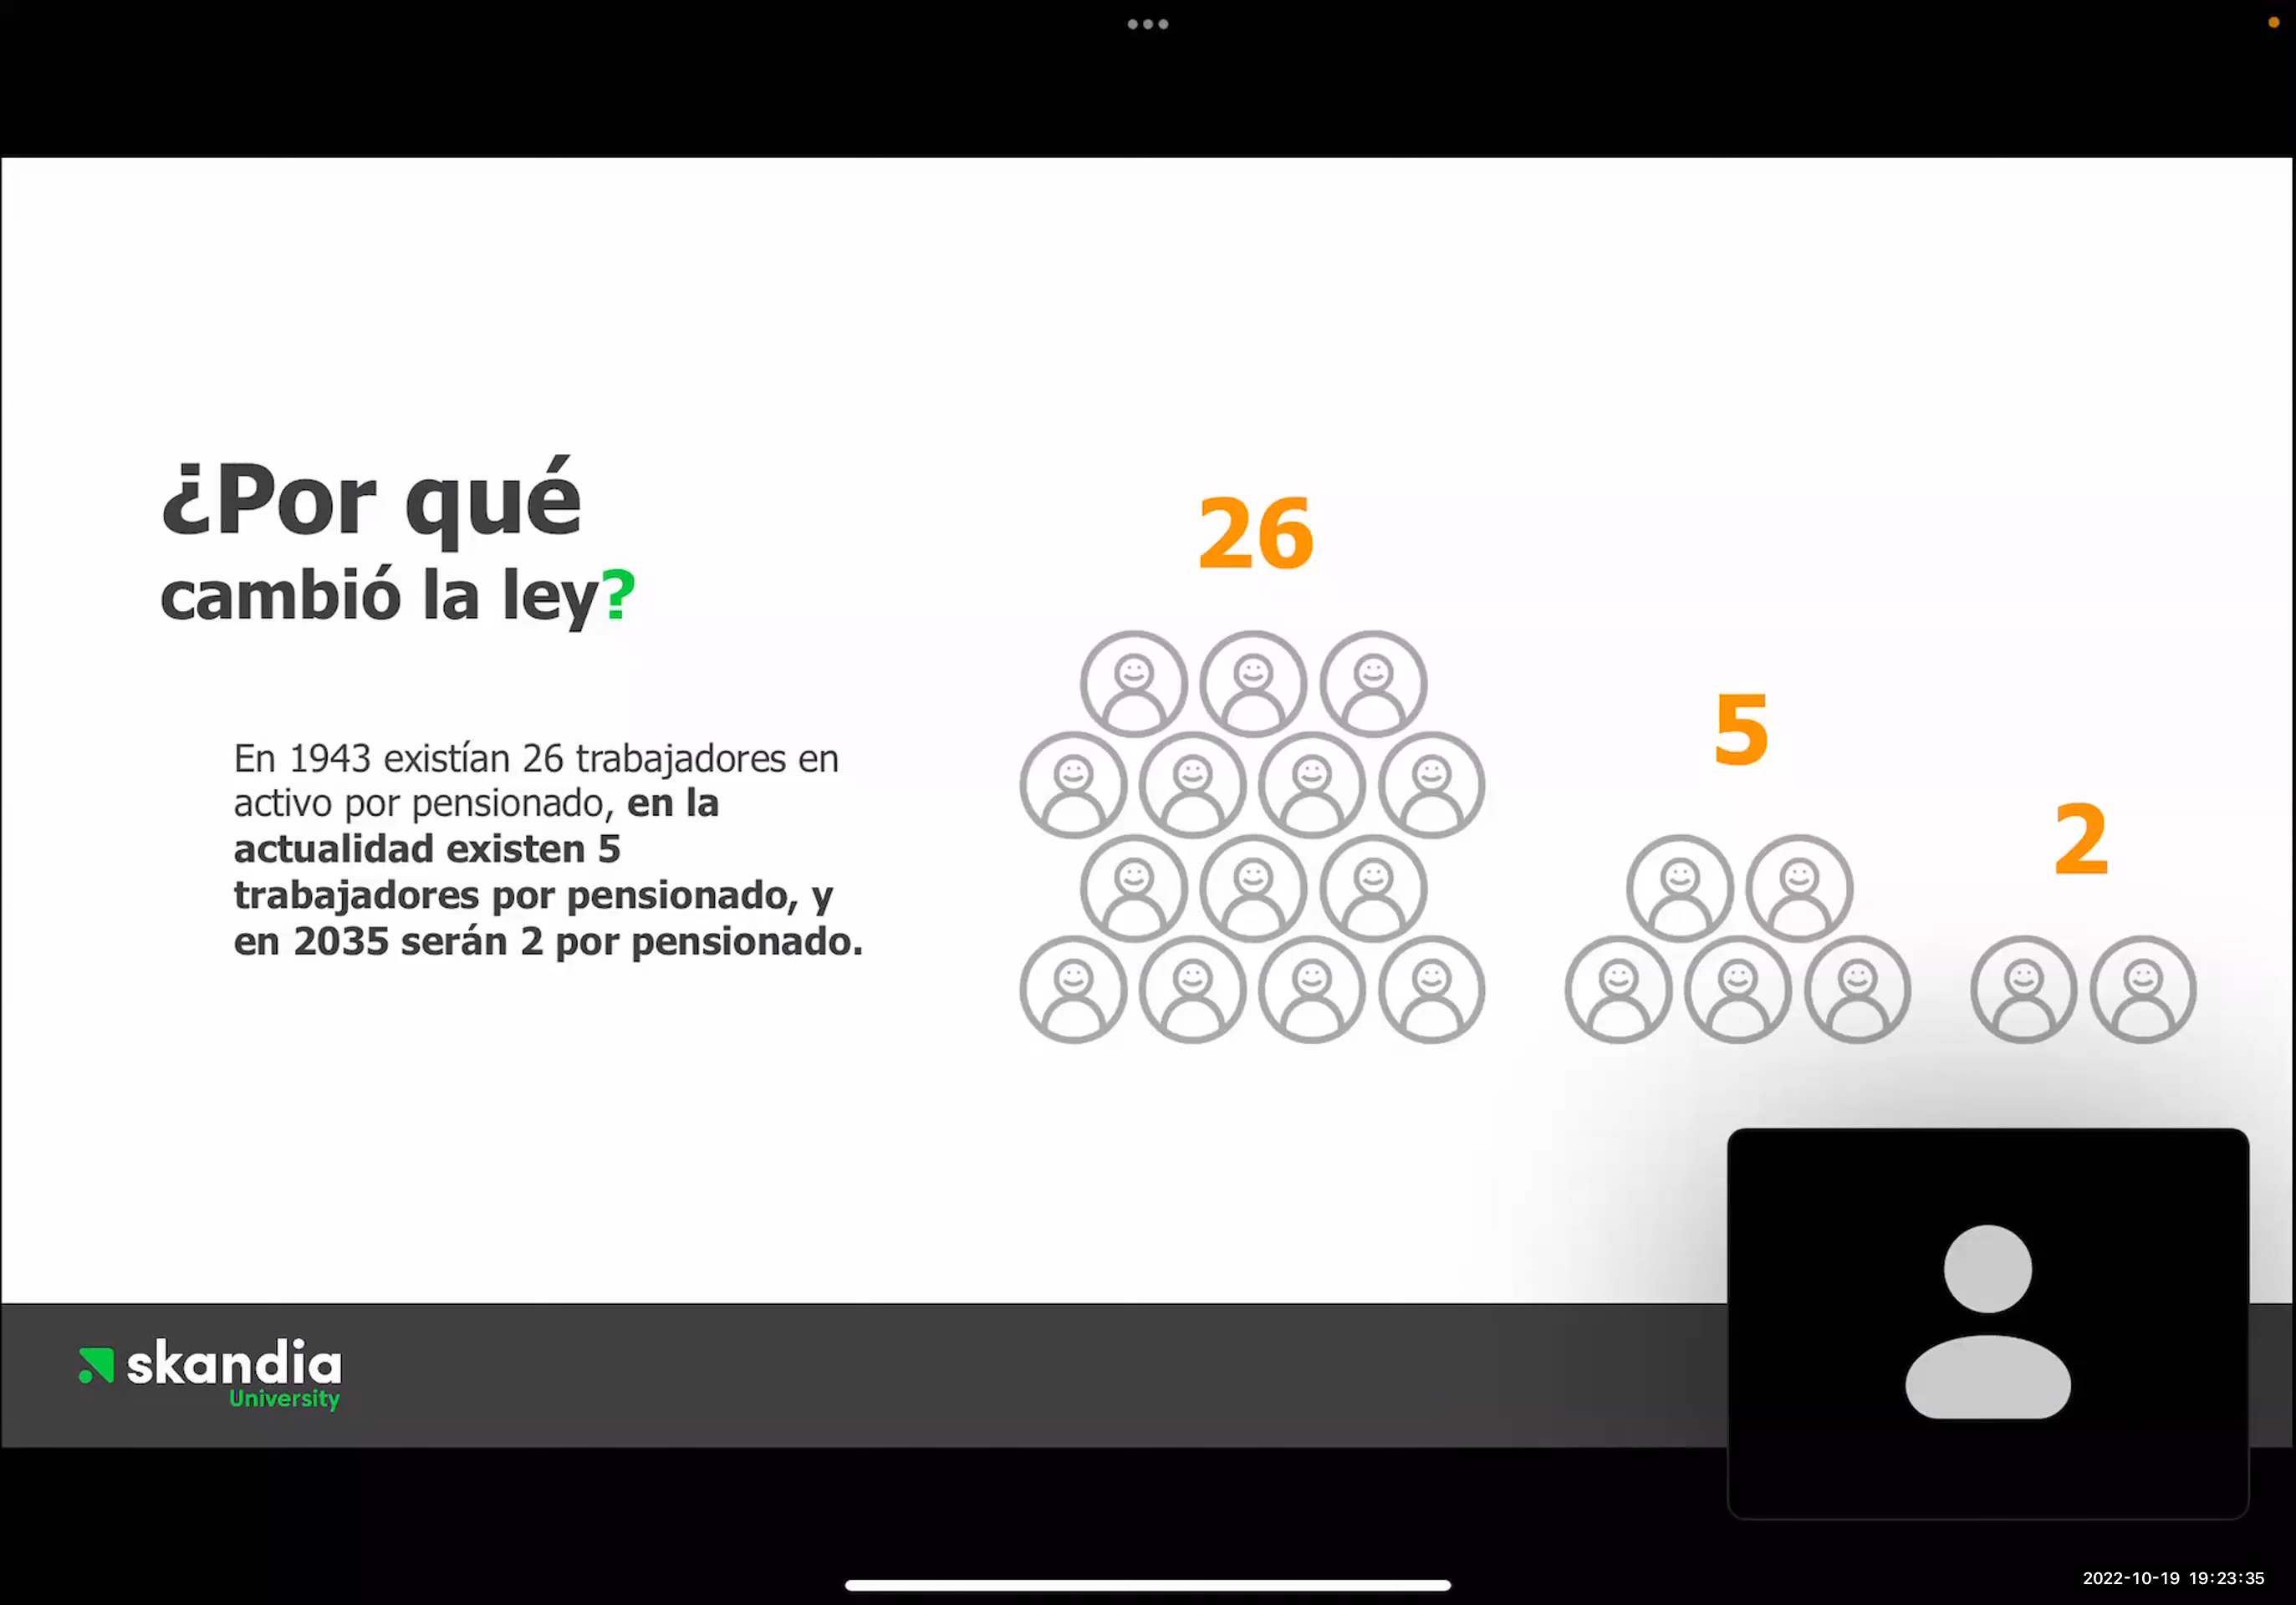 ¿Por qué
cambió la ley?
26
5
2
En 1943 existían 26 trabajadores en
activo por pensionado, en la
actualidad existen 5
trabajadores por pensionado, y
en 2035 serán 2 por pensionado.
skandia
University
2022-10-19 19:23:35